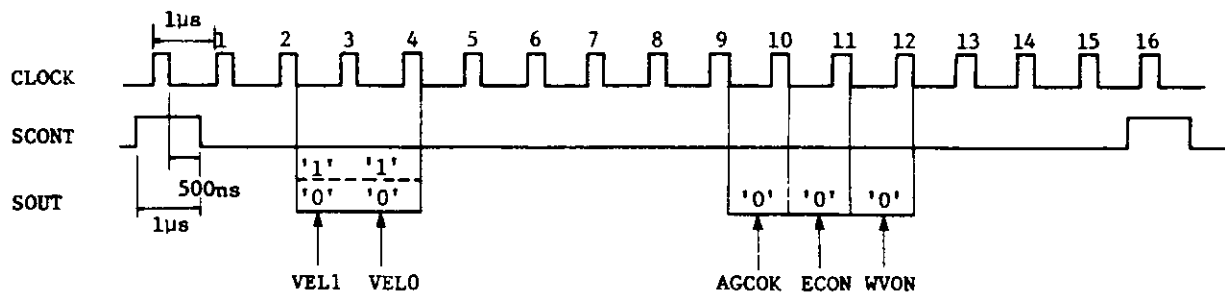 1µs
1 2 3 4 5 6 7 8 9 10 11 12 13 14 15 16
CLOCK
SCONT
'1' '1'
500ns
'0' '0' '0' '0' '0'
SOUT
1µs
VEL1 VELO AGCOK ECON WVON